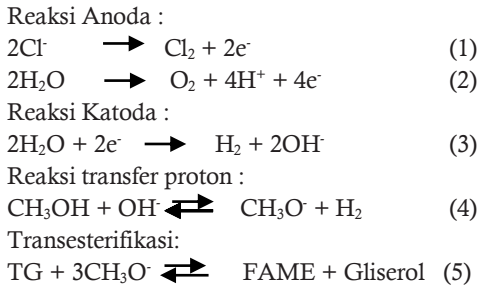 Reaksi Anoda :
2Cl⁻ → Cl₂ + 2e⁻ (1)
2H₂O → O₂ + 4H⁺ + 4e⁻ (2)
Reaksi Katoda :
2H₂O + 2e⁻ → H₂ + 2OH⁻ (3)
Reaksi transfer proton :
CH₃OH + OH⁻ ⇄ CH₃O⁻ + H₂ (4)
Transesterifikasi:
TG + 3CH₃O⁻ ⇄ FAME + Gliserol (5)